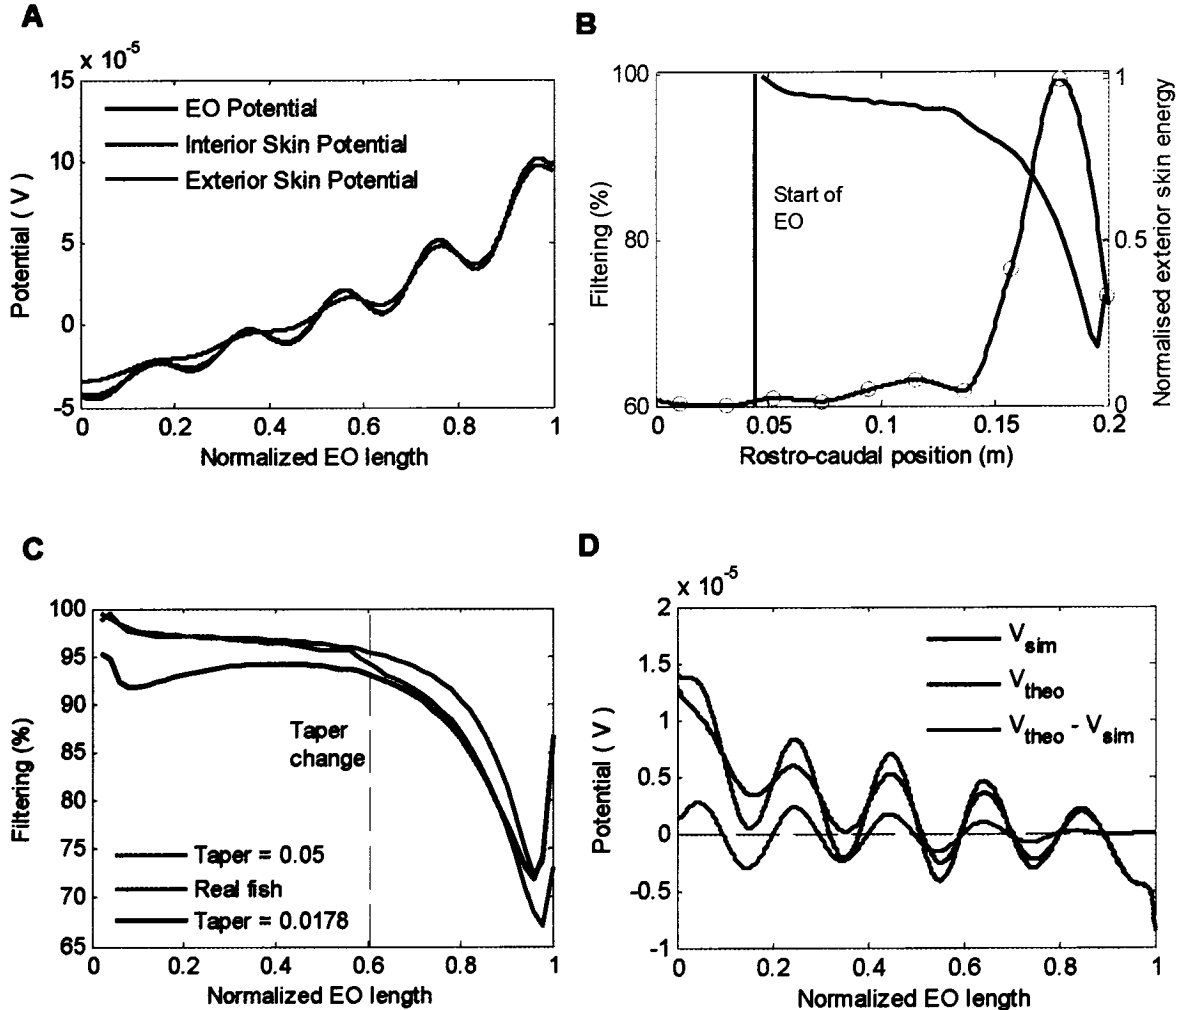 A
x 10-5
15
10
5
0
-5
Potential ( V )
EO Potential
Interior Skin Potential
Exterior Skin Potential
0 0.2 0.4 0.6 0.8 1
Normalized EO length
B
100
80
60
Filtering (%)
Start of
EO
1
0.5
0
Normalised exterior skin energy
0 0.05 0.1 0.15 0.2
Rostro-caudal position (m)
C
100
95
90
85
80
75
70
65
Filtering (%)
Taper
change
Taper = 0.05
Real fish
Taper = 0.0178
0 0.2 0.4 0.6 0.8 1
Normalized EO length
D
x 10-5
2
1.5
1
0.5
0
-0.5
-1
Potential ( V )
Vsim
Vtheo
Vtheo - Vsim
0 0.2 0.4 0.6 0.8 1
Normalized EO length